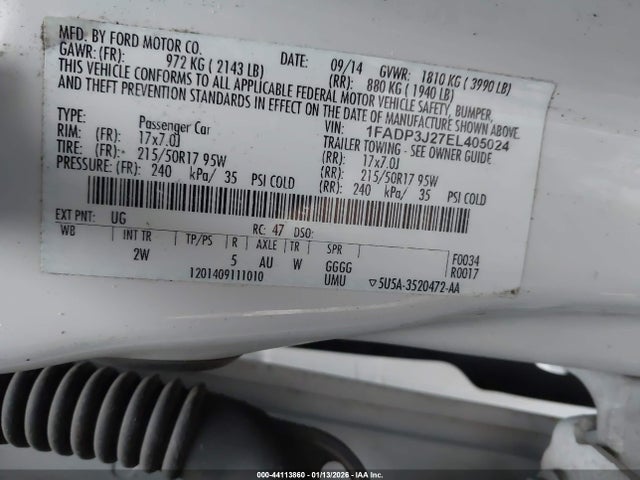 MFD. BY FORD MOTOR CO.
DATE: 09/14 GVWR: 1810 KG ( 3990 LB)
GAWR: (FR): 972 KG ( 2143 LB) (RR): 880 KG ( 1940 LB)
THIS VEHICLE CONFORMS TO ALL APPLICABLE FEDERAL MOTOR VEHICLE SAFETY, BUMPER,
AND THEFT PREVENTION STANDARDS IN EFFECT ON THE DATE OF MANUFACTURE SHOWN ABOVE.
VIN: 1FADP3J27EL405024
TYPE: Passenger Car TRAILER TOWING - SEE OWNER GUIDE
RIM: 17x7.0J (RR): 17x7.0J
TIRE: (FR): 215/50R17 95W (RR): 215/50R17 95W
PRESSURE: (FR): 240 kPa/ 35 PSI COLD (RR): 240 kPa/ 35 PSI COLD
EXT PNT: UG RC: 47 DSO:
WB INT TR TP/PS R AXLE TR SPR F0034
2W 5 AU W GGGG R0017
1201409111010 UMU 5U5A-3520472-AA
000-44113860 01/13/2026 IAA Inc.